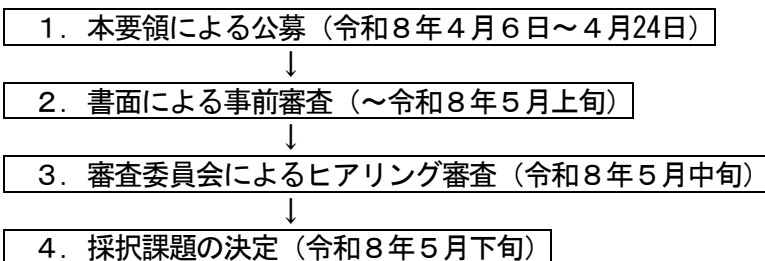 １．本要領による公募（令和８年４月６日～４月24日）
↓
２．書面による事前審査（～令和８年５月上旬）
↓
３．審査委員会によるヒアリング審査（令和８年５月中旬）
↓
４．採択課題の決定（令和８年５月下旬）